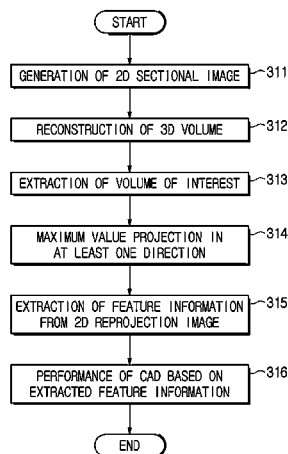 START
GENERATION OF 2D SECTIONAL IMAGE
311
RECONSTRUCTION OF 3D VOLUME
312
EXTRACTION OF VOLUME OF INTEREST
313
MAXIMUM VALUE PROJECTION IN
AT LEAST ONE DIRECTION
314
EXTRACTION OF FEATURE INFORMATION
FROM 2D REPROJECTION IMAGE
315
PERFORMANCE OF CAD BASED ON
EXTRACTED FEATURE INFORMATION
316
END